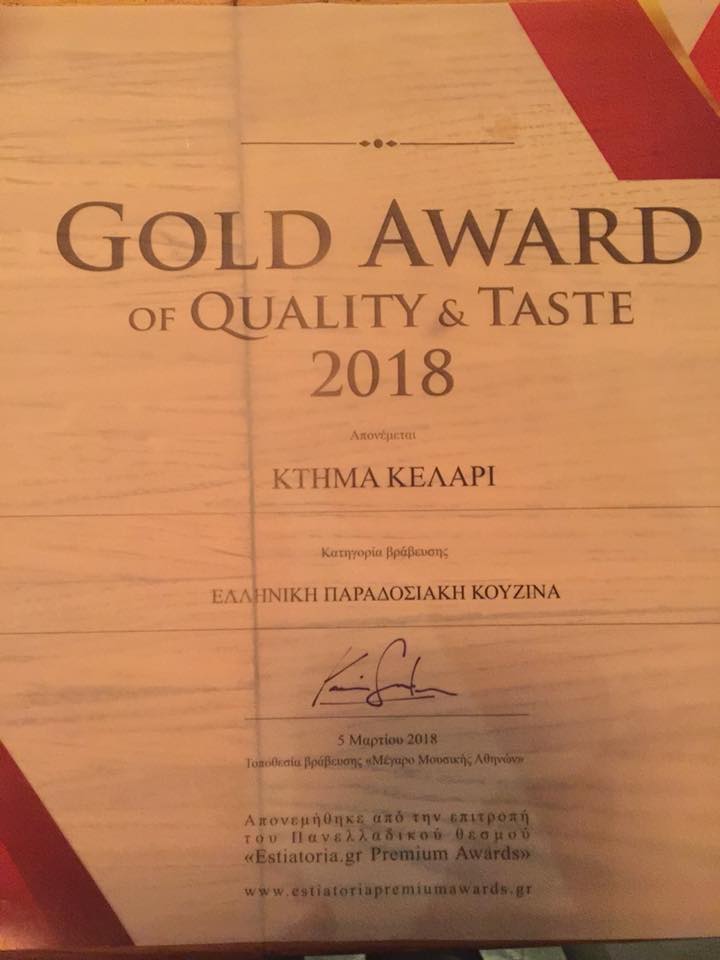 GOLD AWARD
OF QUALITY & TASTE
2018
Απονέμεται
ΚΤΗΜΑ ΚΕΛΑΡΙ
Κατηγορία βράβευσης
ΕΛΛΗΝΙΚΗ ΠΑΡΑΔΟΣΙΑΚΗ ΚΟΥΖΙΝΑ
5 Μαρτίου 2018
Τοποθεσία βράβευσης «Μέγαρο Μουσικής Αθηνών»
Απονεμήθηκε από την επιτροπή
του Πανελλαδικού θεσμού
«Estiatoria.gr Premium Awards»
www.estiatoriapremiumawards.gr